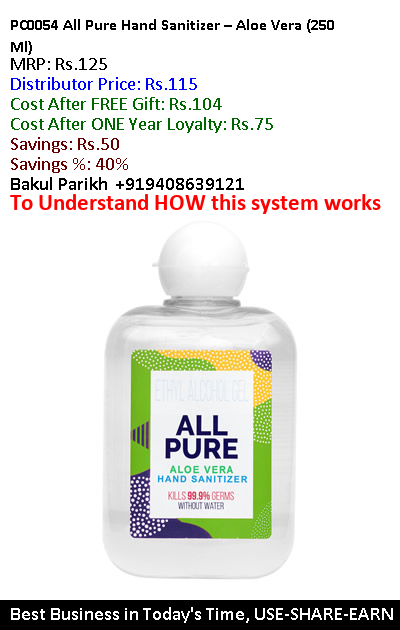 PC0054 All Pure Hand Sanitizer – Aloe Vera (250
Ml)
MRP: Rs.125
Distributor Price: Rs.115
Cost After FREE Gift: Rs.104
Cost After ONE Year Loyalty: Rs.75
Savings: Rs.50
Savings %: 40%
Bakul Parikh +919408639121
To Understand HOW this system works
ETHYL ALCOHOL GEL
ALL
PURE
ALOE VERA
HAND SANITIZER
KILLS 99.9% GERMS
WITHOUT WATER
Best Business in Today's Time, USE-SHARE-EARN